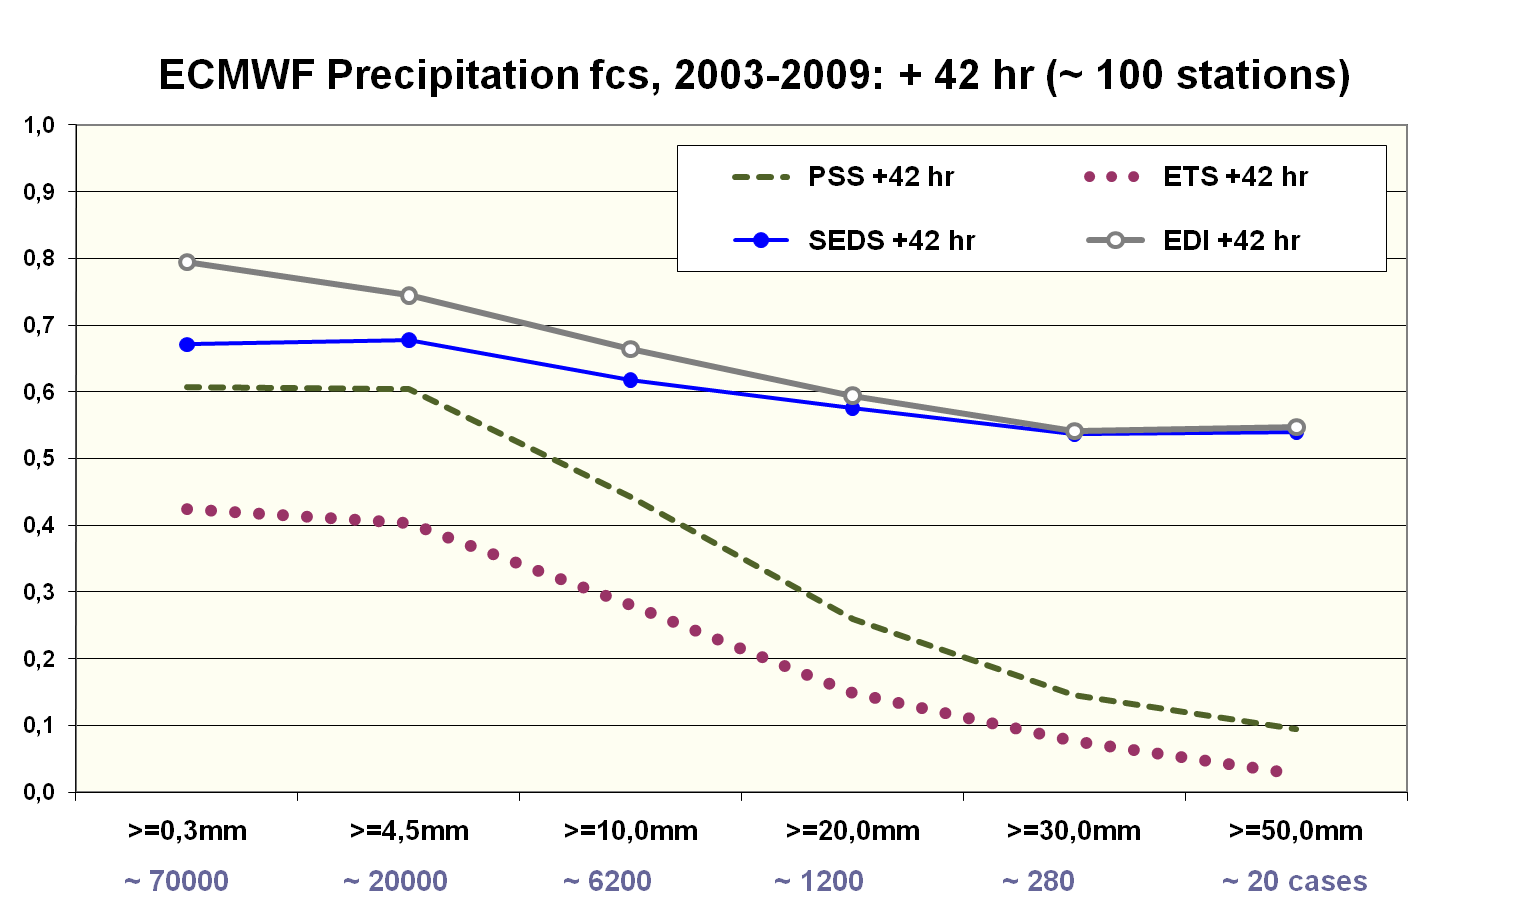 ECMWF Precipitation fcs, 2003-2009: + 42 hr (~ 100 stations)
1,0
0,9
0,8
0,7
0,6
0,5
0,4
0,3
0,2
0,1
0,0
PSS +42 hr ETS +42 hr
SEDS +42 hr EDI +42 hr
>=0,3mm >=4,5mm >=10,0mm >=20,0mm >=30,0mm >=50,0mm
~ 70000 ~ 20000 ~ 6200 ~ 1200 ~ 280 ~ 20 cases